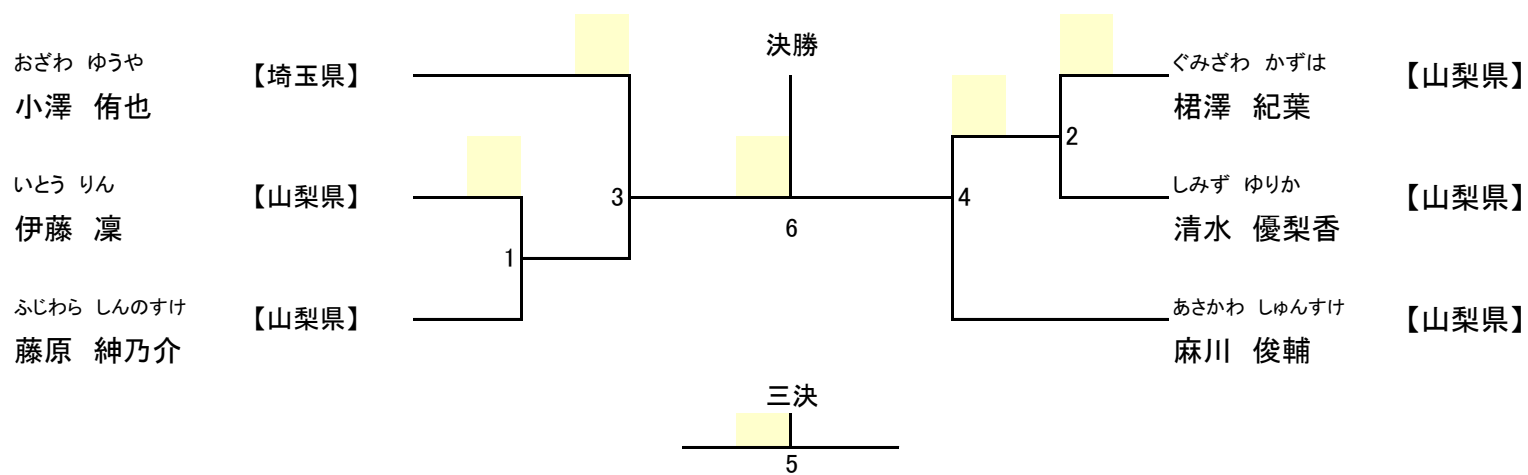 決勝
おざわ　ゆうや
小澤　侑也
【埼玉県】
いとう　りん
伊藤　凜
【山梨県】
ふじわら　しんのすけ
藤原　紳乃介
【山梨県】
1
3
6
4
2
ぐみざわ　かずは
桾澤　紀葉
【山梨県】
しみず　ゆりか
清水　優梨香
【山梨県】
あさかわ　しゅんすけ
麻川　俊輔
【山梨県】
三決
5